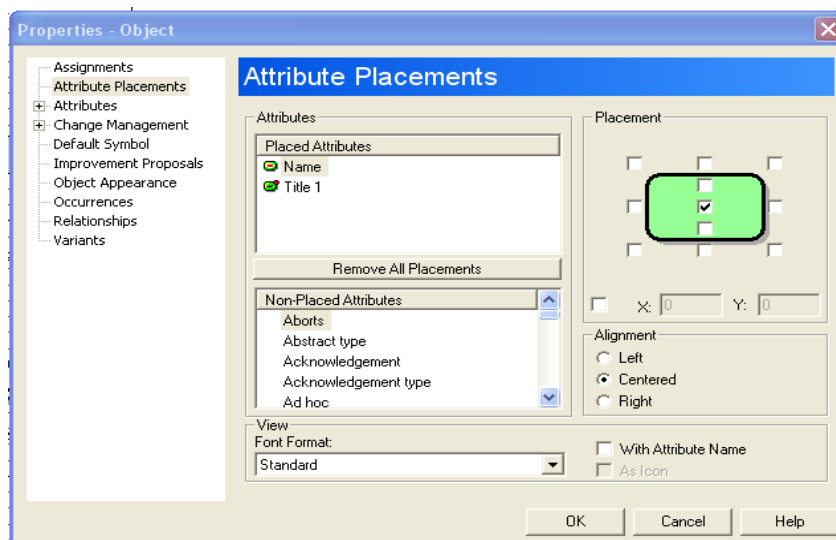 Properties - Object
Assignments
Attribute Placements
Attributes
Change Management
Default Symbol
Improvement Proposals
Object Appearance
Occurrences
Relationships
Variants
Attribute Placements
Attributes
Placed Attributes
Name
Title 1
Remove All Placements
Non-Placed Attributes
Aborts
Abstract type
Acknowledgement
Acknowledgement type
Ad hoc
Placement
X: 0 Y: 0
Alignment
Left
Centered
Right
View
Font Format:
Standard
With Attribute Name
As Icon
OK Cancel Help